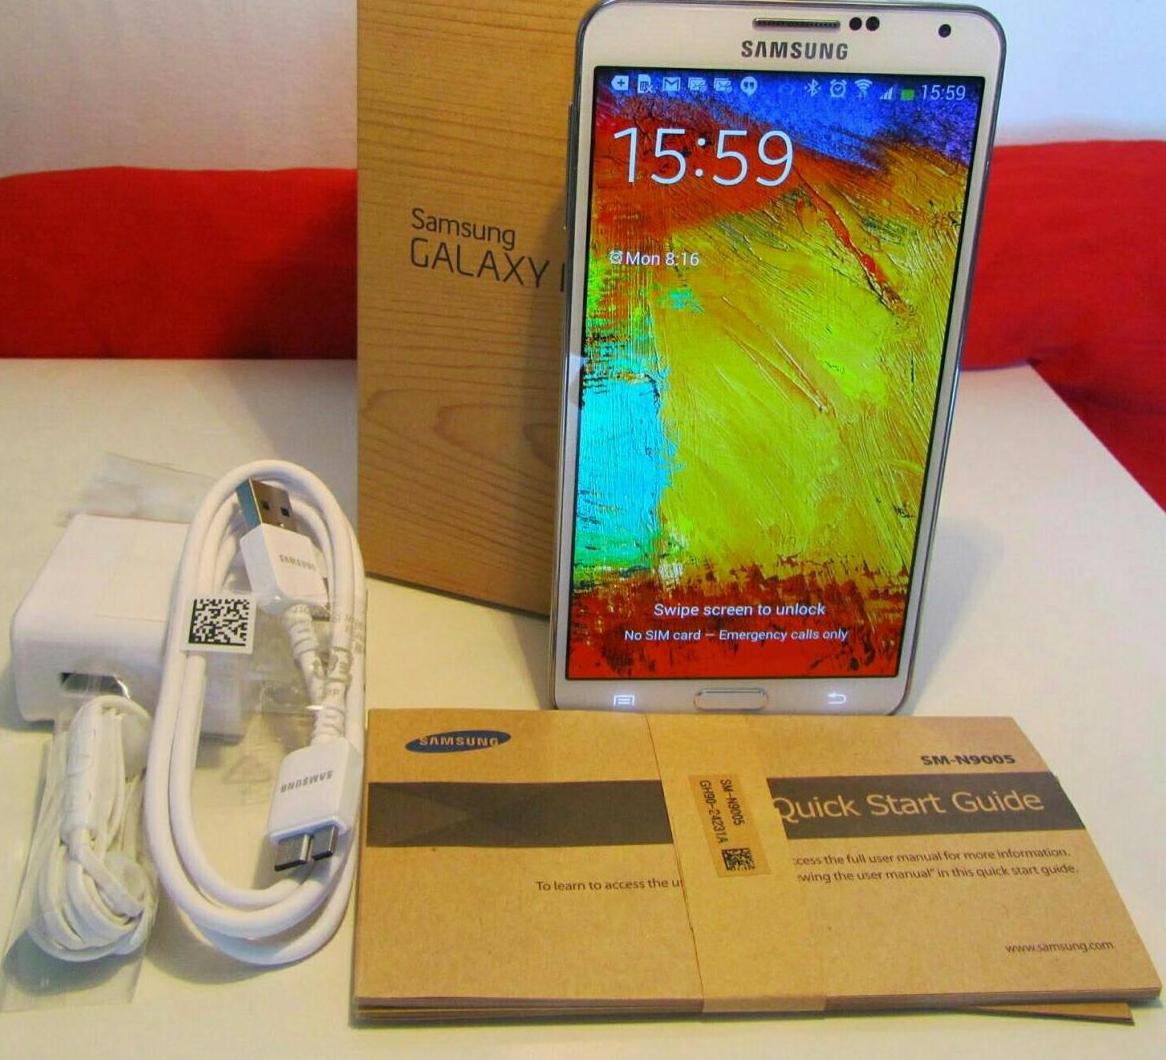 SAMSUNG
15:59
15:59
Mon 8:16
Samsung
GALAXY
Swipe screen to unlock
No SIM card — Emergency calls only
SAMSUNG
SAMSUNG
SAMSUNG
SM-N9005
Quick Start Guide
SM-N9005
GH90-24231A
To learn to access the u
ccess the full user manual for more information.
wing the user manual" in this quick start guide.
www.samsung.com